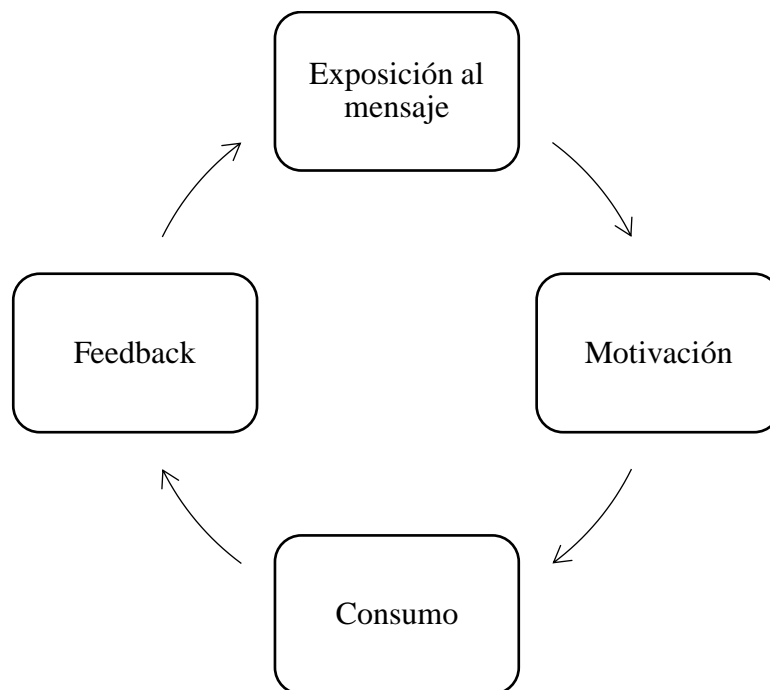 Exposición al
mensaje
Motivación
Consumo
Feedback